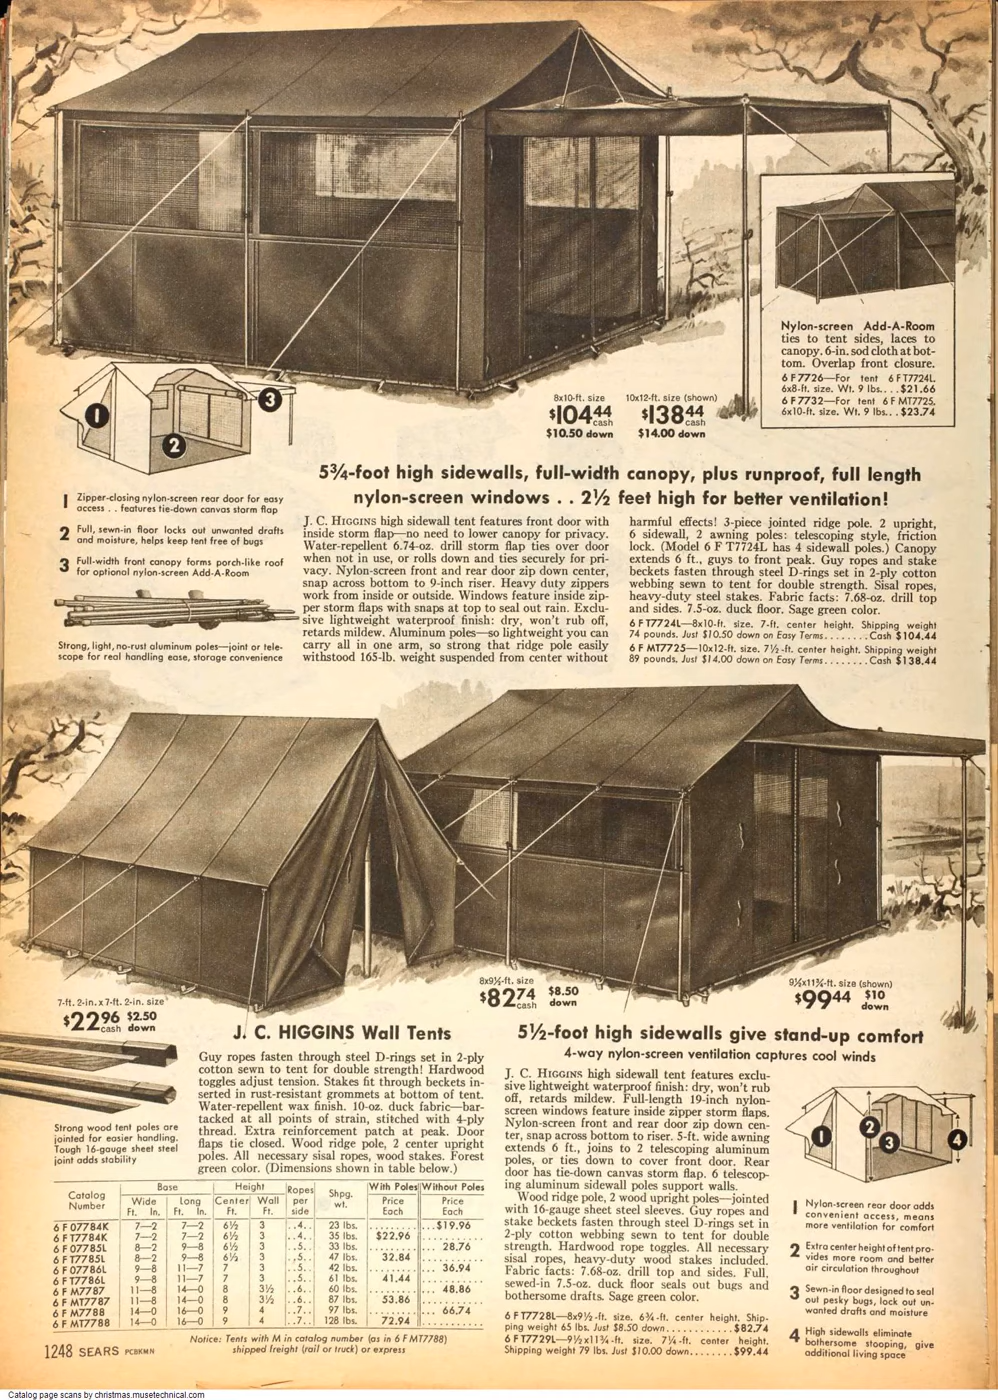 Nylon-screen Add-A-Room
ties to tent sides, laces to
canopy. 6-in. sod cloth at bot-
tom. Overlap front closure.
6 F 7726—For tent 6 FT7724L.
6x8-ft. size. Wt. 9 lbs... $21.66
6 F 7732—For tent 6 F MT7725.
6x10-ft. size. Wt. 9 lbs... $23.74
8x10-ft. size
$104 44 cash
$10.50 down
10x12-ft. size (shown)
$138 44 cash
$14.00 down
1
2
3
5¾-foot high sidewalls, full-width canopy, plus runproof, full length
nylon-screen windows . . 2½ feet high for better ventilation!
1 Zipper-closing nylon-screen rear door for easy
access . . features tie-down canvas storm flap
2 Full, sewn-in floor locks out unwanted drafts
and moisture, helps keep tent free of bugs
3 Full-width front canopy forms porch-like roof
for optional nylon-screen Add-A-Room
Strong, light, no-rust aluminum poles—joint or tele-
scope for real handling ease, storage convenience
J. C. HIGGINS high sidewall tent features front door with
inside storm flap—no need to lower canopy for privacy.
Water-repellent 6.74-oz. drill storm flap ties over door
when not in use, or rolls down and ties securely for pri-
vacy. Nylon-screen front and rear door zip down center,
snap across bottom to 9-inch riser. Heavy duty zippers
work from inside or outside. Windows feature inside zip-
per storm flaps with snaps at top to seal out rain. Exclu-
sive lightweight waterproof finish: dry, won't rub off,
retards mildew. Aluminum poles—so lightweight you can
carry all in one arm, so strong that ridge pole easily
withstood 165-lb. weight suspended from center without
harmful effects! 3-piece jointed ridge pole. 2 upright,
6 sidewall, 2 awning poles: telescoping style, friction
lock. (Model 6 F T7724L has 4 sidewall poles.) Canopy
extends 6 ft., guys to front peak. Guy ropes and stake
beckets fasten through steel D-rings set in 2-ply cotton
webbing sewn to tent for double strength. Sisal ropes,
heavy-duty steel stakes. Fabric facts: 7.68-oz. drill top
and sides. 7.5-oz. duck floor. Sage green color.
6 F T7724L—8x10-ft. size. 7-ft. center height. Shipping weight
74 pounds. Just $10.50 down on Easy Terms........Cash $104.44
6 F MT7725—10x12-ft. size. 7½-ft. center height. Shipping weight
89 pounds. Just $14.00 down on Easy Terms........Cash $138.44
7-ft. 2-in. x 7-ft. 2-in. size
$22 96 cash
$2.50 down
8x9½-ft. size
$82 74 cash
$8.50 down
9½x11¾-ft. size (shown)
$99 44
$10 down
Strong wood tent poles are
jointed for easier handling.
Tough 16-gauge sheet steel
joint adds stability
J. C. HIGGINS Wall Tents
Guy ropes fasten through steel D-rings set in 2-ply
cotton sewn to tent for double strength! Hardwood
toggles adjust tension. Stakes fit through beckets in-
serted in rust-resistant grommets at bottom of tent.
Water-repellent wax finish. 10-oz. duck fabric—bar-
tacked at all points of strain, stitched with 4-ply
thread. Extra reinforcement patch at peak. Door
flaps tie closed. Wood ridge pole, 2 center upright
poles. All necessary sisal ropes, wood stakes. Forest
green color. (Dimensions shown in table below.)
Catalog Number | Base Wide Ft. In. | Long Ft. In. | Height Center Ft. | Wall Ft. | Ropes per side | Shpg. wt. | With Poles Price Each | Without Poles Price Each
6 F 07784K 7—2 7—2 6½ 3 ..4.. 23 lbs. ......... ...$19.96
6 F T7784K 7—2 7—2 6½ 3 ..4.. 35 lbs. $22.96
6 F 07785L 8—2 9—8 6½ 3 ..5.. 33 lbs. ......... ... 28.76
6 F T7785L 8—2 9—8 6½ 3 ..5.. 47 lbs. 32.84
6 F 07786L 9—8 11—7 7 3 ..5.. 42 lbs. ......... ... 36.94
6 F T7786L 9—8 11—7 7 3 ..5.. 61 lbs. 41.44
6 F M7787 11—8 14—0 8 3½ ..6.. 60 lbs. ......... ... 48.86
6 F MT7787 11—8 14—0 8 3½ ..6.. 87 lbs. 53.86
6 F M7788 14—0 16—0 9 4 ..7.. 97 lbs. ......... ... 66.74
6 F MT7788 14—0 16—0 9 4 ..7.. 128 lbs. 72.94
Notice: Tents with M in catalog number (as in 6 F MT7788)
shipped freight (rail or truck) or express
5½-foot high sidewalls give stand-up comfort
4-way nylon-screen ventilation captures cool winds
J. C. HIGGINS high sidewall tent features exclu-
sive lightweight waterproof finish: dry, won't rub
off, retards mildew. Full-length 19-inch nylon-
screen windows feature inside zipper storm flaps.
Nylon-screen front and rear door zip down cen-
ter, snap across bottom to riser. 5-ft. wide awning
extends 6 ft., joins to 2 telescoping aluminum
poles, or ties down to cover front door. Rear
door has tie-down canvas storm flap. 6 telescop-
ing aluminum sidewall poles support walls.
Wood ridge pole, 2 wood upright poles—jointed
with 16-gauge sheet steel sleeves. Guy ropes and
stake beckets fasten through steel D-rings set in
2-ply cotton webbing sewn to tent for double
strength. Hardwood rope toggles. All necessary
sisal ropes, heavy-duty wood stakes included.
Fabric facts: 7.68-oz. drill top and sides. Full,
sewed-in 7.5-oz. duck floor seals out bugs and
bothersome drafts. Sage green color.
6 F T7728L—8x9½-ft. size. 6¾-ft. center height. Ship-
ping weight 65 lbs. Just $8.50 down...........$82.74
6 F T7729L—9½x11¾-ft. size. 7¼-ft. center height.
Shipping weight 79 lbs. Just $10.00 down........$99.44
1
2
3
4
1 Nylon-screen rear door adds
convenient access, means
more ventilation for comfort
2 Extra center height of tent pro-
vides more room and better
air circulation throughout
3 Sewn-in floor designed to seal
out pesky bugs, lock out un-
wanted drafts and moisture
4 High sidewalls eliminate
bothersome stooping, give
additional living space
1248 SEARS PCBKMN
Catalog page scans by christmas.musetechnical.com